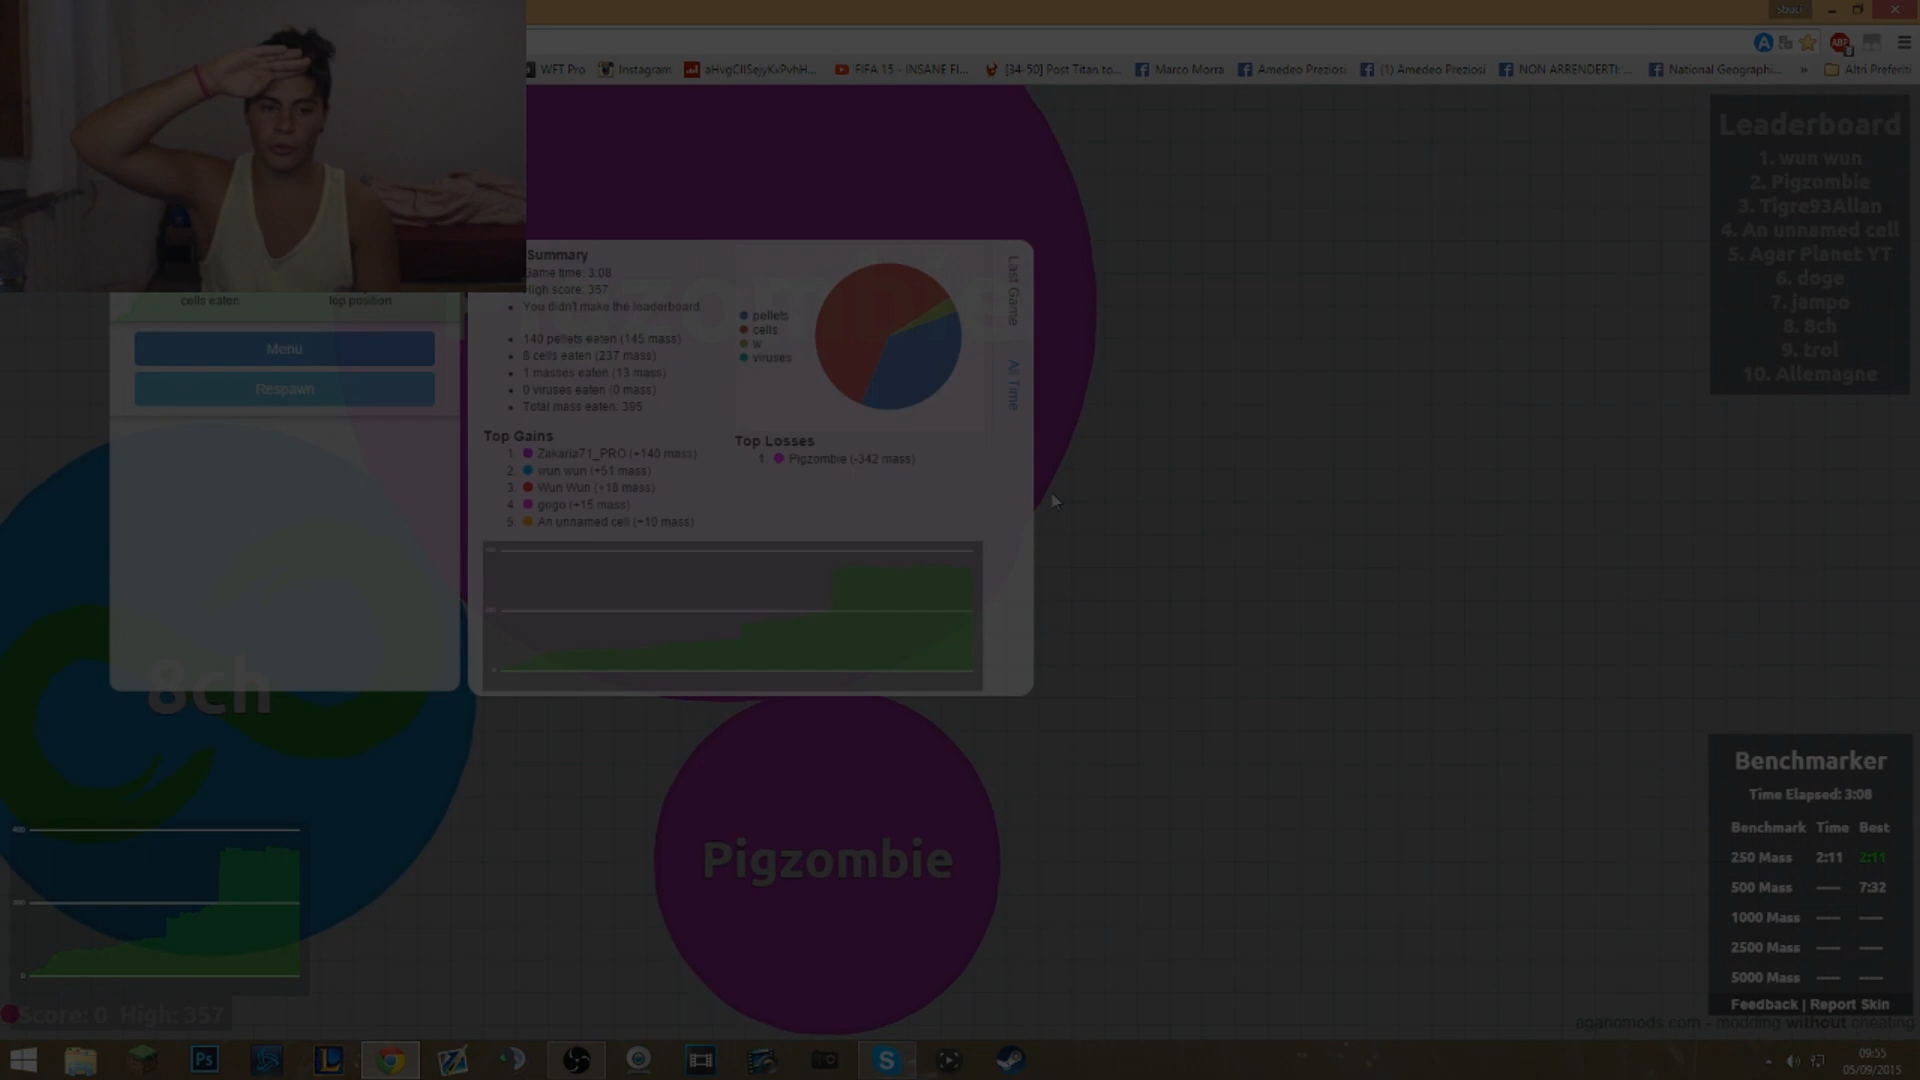 sbuci
WFT Pro
Instagram
aHvgCIISejyKxPvhH...
FIFA 15 - INSANE FI...
[34-50] Post Titan to...
Marco Morra
Amedeo Preziosi
(1) Amedeo Preziosi
NON ARRENDERTI: ...
National Geographi...
»
Altri Preferiti
cells eaten
top position
Menu
Respawn
Summary
Game time: 3:08
High score: 357
You didn't make the leaderboard.
140 pellets eaten (145 mass)
8 cells eaten (237 mass)
1 masses eaten (13 mass)
0 viruses eaten (0 mass)
Total mass eaten: 395
pellets
cells
w
viruses
Last Game
All Time
Top Gains
1. Zakaria71_PRO (+140 mass)
2. wun wun (+51 mass)
3. Wun Wun (+18 mass)
4. gogo (+15 mass)
5. An unnamed cell (+10 mass)
Top Losses
1. Pigzombie (-342 mass)
8ch
Pigzombie
400
200
0
Score: 0 High: 357
Leaderboard
1. wun wun
2. Pigzombie
3. Tigre93Allan
4. An unnamed cell
5. Agar Planet YT
6. doge
7. jampo
8. 8ch
9. trol
10. Allemagne
Benchmarker
Time Elapsed: 3:08
Benchmark Time Best
250 Mass 2:11 2:11
500 Mass ---- 7:32
1000 Mass ---- ----
2500 Mass ---- ----
5000 Mass ---- ----
Feedback | Report Skin
agariomods.com - modding without cheating
Ps
09:55
05/09/2015